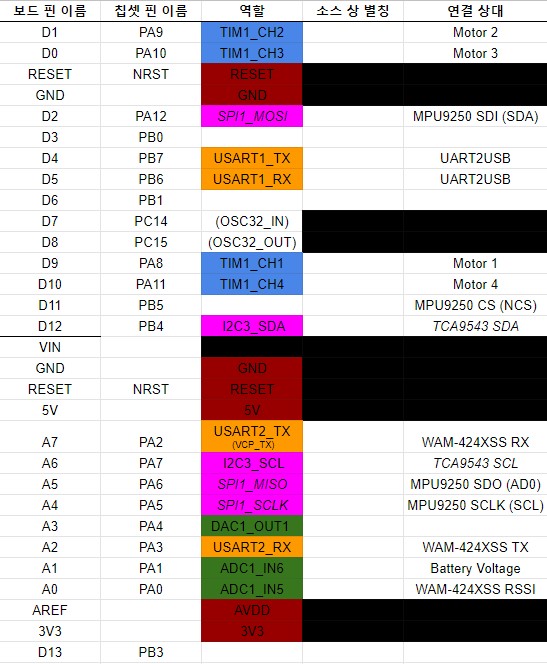 보드 핀 이름 칩셋 핀 이름 역할 소스 상 별칭 연결 상대
D1 PA9 TIM1_CH2 Motor 2
D0 PA10 TIM1_CH3 Motor 3
RESET NRST RESET
GND GND
D2 PA12 SPI1_MOSI MPU9250 SDI (SDA)
D3 PB0
D4 PB7 USART1_TX UART2USB
D5 PB6 USART1_RX UART2USB
D6 PB1
D7 PC14 (OSC32_IN)
D8 PC15 (OSC32_OUT)
D9 PA8 TIM1_CH1 Motor 1
D10 PA11 TIM1_CH4 Motor 4
D11 PB5 MPU9250 CS (NCS)
D12 PB4 I2C3_SDA TCA9543 SDA
VIN
GND GND
RESET NRST RESET
5V 5V
A7 PA2 USART2_TX (VCP_TX) WAM-424XSS RX
A6 PA7 I2C3_SCL TCA9543 SCL
A5 PA6 SPI1_MISO MPU9250 SDO (AD0)
A4 PA5 SPI1_SCLK MPU9250 SCLK (SCL)
A3 PA4 DAC1_OUT1
A2 PA3 USART2_RX WAM-424XSS TX
A1 PA1 ADC1_IN6 Battery Voltage
A0 PA0 ADC1_IN5 WAM-424XSS RSSI
AREF AVDD
3V3 3V3
D13 PB3